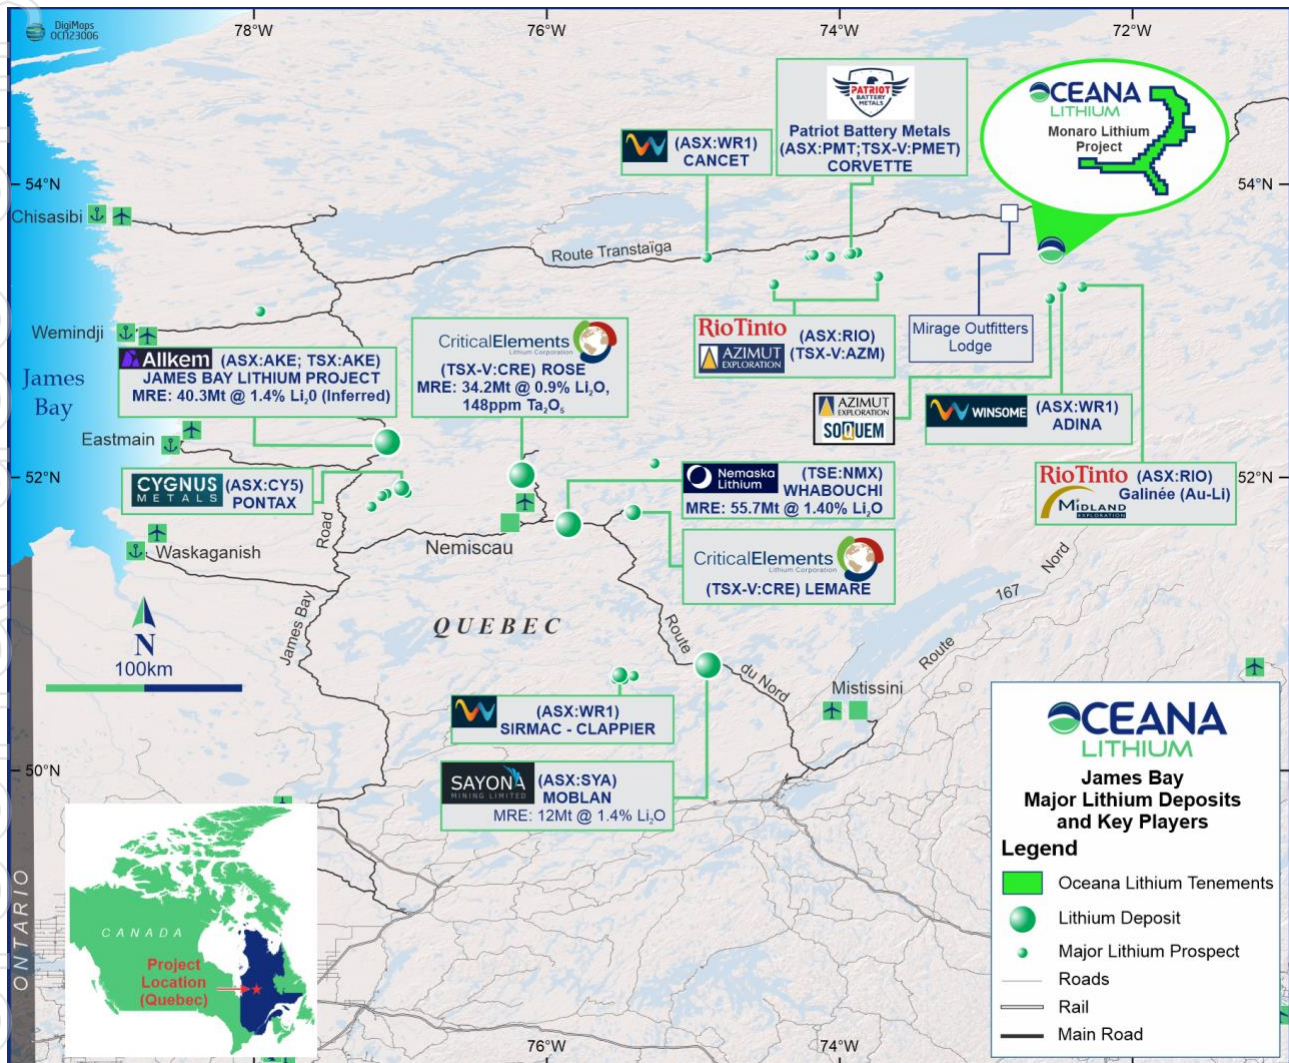 DigiMaps
OCN23006
78°W
76°W
74°W
72°W
54°N
54°N
52°N
52°N
50°N
76°W
74°W
OCEANA
LITHIUM
Monaro Lithium
Project
PATRIOT
BATTERY
METALS
Patriot Battery Metals
(ASX:PMT;TSX-V:PMET)
CORVETTE
(ASX:WR1)
CANCET
Chisasibi
Route Transtaïga
Wemindji
James
Bay
Allkem
(ASX:AKE; TSX:AKE)
JAMES BAY LITHIUM PROJECT
MRE: 40.3Mt @ 1.4% Li₂0 (Inferred)
CriticalElements
Lithium Corporation
(TSX-V:CRE) ROSE
MRE: 34.2Mt @ 0.9% Li₂O,
148ppm Ta₂O₅
RioTinto
AZIMUT
EXPLORATION
(ASX:RIO)
(TSX-V:AZM)
Mirage Outfitters
Lodge
AZIMUT
EXPLORATION
SOQUEM
WINSOME
(ASX:WR1)
ADINA
RioTinto
MIDLAND
EXPLORATION
(ASX:RIO)
Galinée (Au-Li)
Eastmain
CYGNUS
METALS
(ASX:CY5)
PONTAX
Nemaska
Lithium
(TSE:NMX)
WHABOUCHI
MRE: 55.7Mt @ 1.40% Li₂O
CriticalElements
Lithium Corporation
(TSX-V:CRE) LEMARE
Waskaganish
Nemiscau
James Bay
Road
N
100km
QUEBEC
Route
du Nord
Route
167
Nord
Mistissini
(ASX:WR1)
SIRMAC - CLAPPIER
SAYONA
MINING LIMITED
(ASX:SYA)
MOBLAN
MRE: 12Mt @ 1.4% Li₂O
ONTARIO
CANADA
Project
Location
(Quebec)
OCEANA
LITHIUM
James Bay
Major Lithium Deposits
and Key Players
Legend
Oceana Lithium Tenements
Lithium Deposit
Major Lithium Prospect
Roads
Rail
Main Road